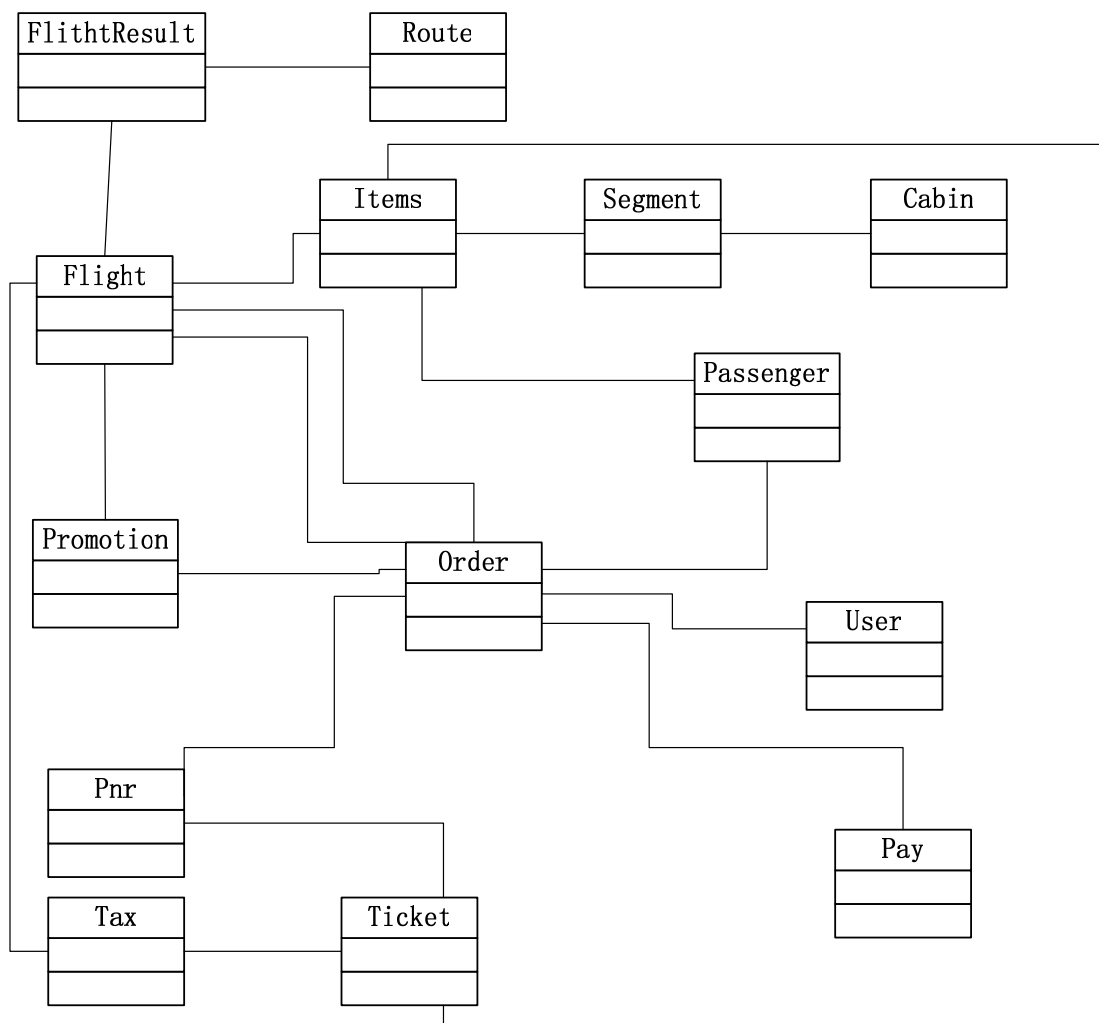 FlithtResult
Route
Items
Segment
Cabin
Flight
Passenger
Promotion
Order
User
Pnr
Pay
Tax
Ticket